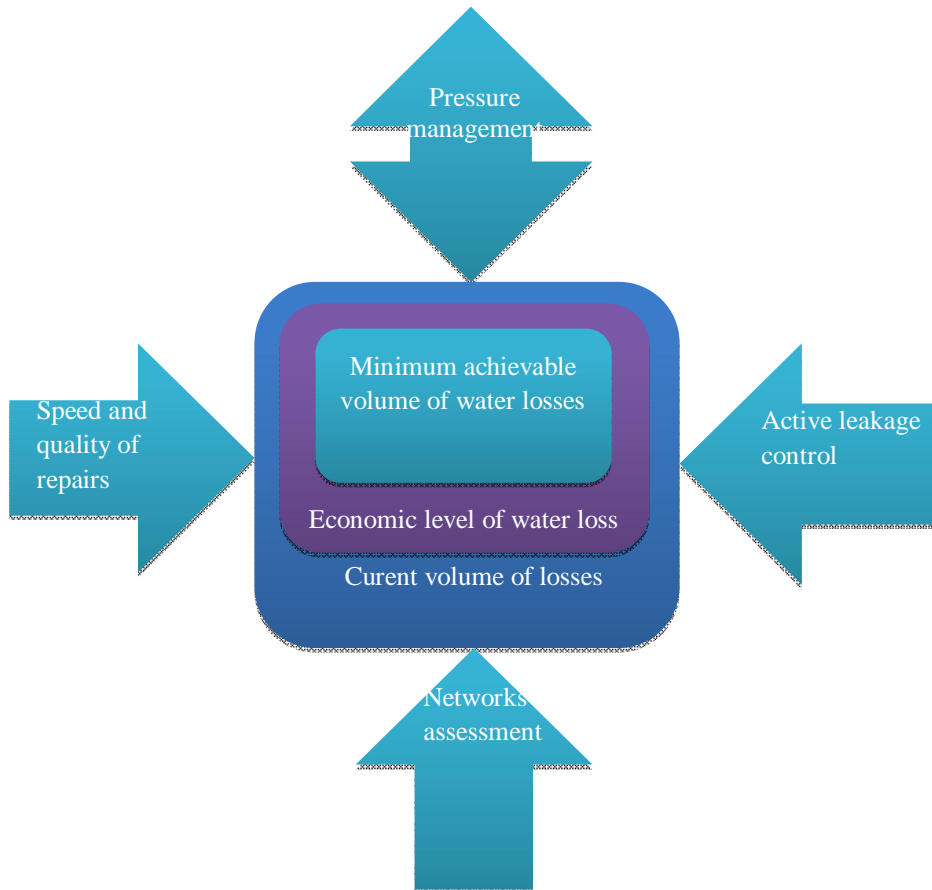 Pressure
management
Speed and
quality of
repairs
Minimum achievable
volume of water losses
Active leakage
control
Economic level of water loss
Curent volume of losses
Networks
assessment